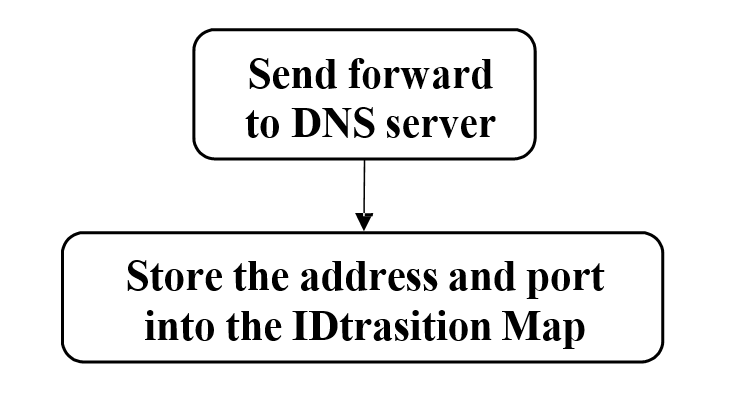 Send forward
to DNS server
Store the address and port
into the IDtrasition Map